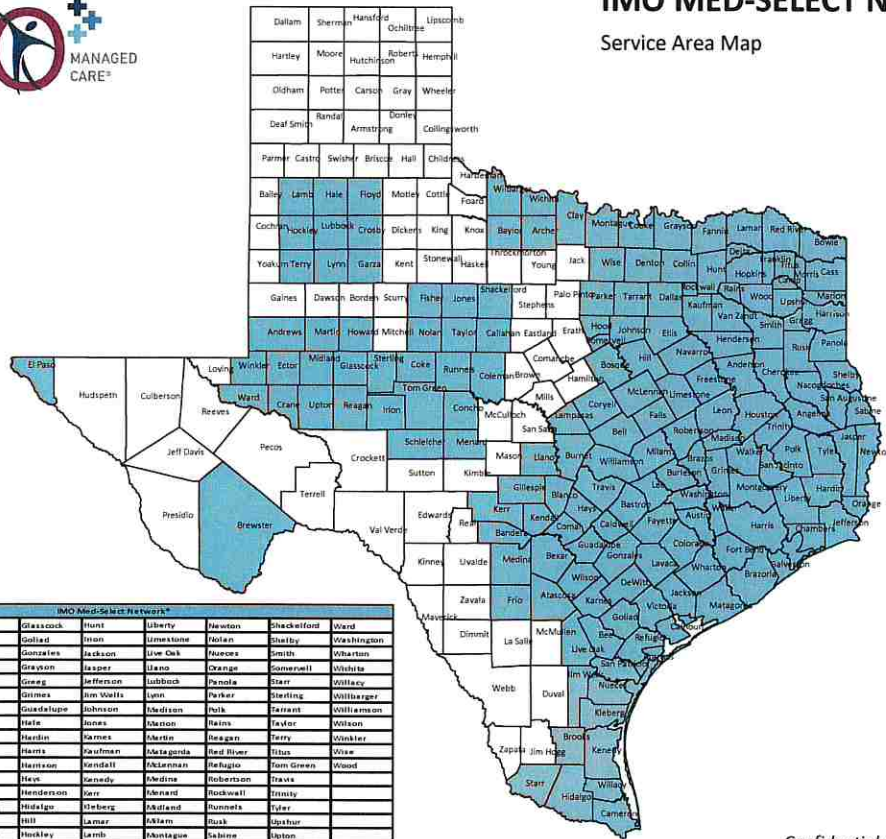 IMO MED-SELECT N
Service Area Map
MANAGED
CARE®
Dallam Sherman Hansford Ochiltree Lipscomb
Hartley Moore Hutchinson Roberts Hemphill
Oldham Potter Carson Gray Wheeler
Deaf Smith Randal Armstrong Donley Collingsworth
Parmer Castro Swisher Briscoe Hall Childress
Hardeman
Bailey Lamb Hale Floyd Motley Cottle Foard Wilbarger Wichita
Cochran Hockley Lubbock Crosby Dickens King Knox Baylor Archer Clay Montague Cooke Grayson Fannin Lamar Red River Bowie
Yoakum Terry Lynn Garza Kent Stonewall Haskell Throckmorton Young Jack Wise Denton Collin Hunt Delta Hopkins Franklin Titus Camp Morris Cass
Gaines Dawson Borden Scurry Fisher Jones Shackelford Stephens Palo Pinto Parker Tarrant Dallas Rockwall Kaufman Rains Wood Upshur Marion
Andrews Martin Howard Mitchell Nolan Taylor Callahan Eastland Erath Hood Somervell Johnson Ellis Van Zandt Smith Gregg Harrison
El Paso Hudspeth Culberson Reeves Loving Winkler Ector Midland Glasscock Sterling Coke Runnels Coleman Brown Comanche Hamilton Bosque Hill Navarro Henderson Rusk Panola
Ward Crane Upton Reagan Irion Tom Green Concho McCulloch Mills Lampasas Coryell McLennan Limestone Freestone Anderson Cherokee Nacogdoches Shelby San Augustine Sabine
Jeff Davis Pecos Crockett Schleicher Menard San Saba Burnet Bell Falls Robertson Leon Houston Angelina Trinity Jasper Newton
Presidio Brewster Terrell Sutton Kimble Mason Llano Williamson Milam Brazos Madison Grimes Walker San Jacinto Polk Tyler Hardin Orange
Val Verde Edwards Real Kerr Gillespie Blanco Travis Lee Burleson Washington Montgomery Liberty Jefferson
Kinney Uvalde Bandera Kendall Comal Hays Caldwell Bastrop Fayette Austin Waller Harris Chambers
Maverick Zavala Medina Bexar Guadalupe Gonzales Lavaca Colorado Wharton Fort Bend Brazoria Galveston
Dimmit Frio Atascosa Wilson Karnes DeWitt Victoria Jackson Matagorda
La Salle McMullen Live Oak Bee Goliad Refugio Calhoun
Webb Duval Jim Wells San Patricio Nueces Kleberg
Zapata Jim Hogg Brooks Kenedy
Starr Hidalgo Willacy Cameron
IMO Med-Select Network®
Glasscock Hunt Liberty Newton Shackelford Ward
Goliad Irion Limestone Nolan Shelby Washington
Gonzales Jackson Live Oak Nueces Smith Wharton
Grayson Jasper Llano Orange Somervell Wichita
Gregg Jefferson Lubbock Panola Starr Willacy
Grimes Jim Wells Lynn Parker Sterling Willbarger
Guadalupe Johnson Madison Polk Tarrant Williamson
Hale Jones Marion Rains Taylor Wilson
Hardin Karnes Martin Reagan Terry Winkler
Harris Kaufman Matagorda Red River Titus Wise
Harrison Kendall McLennan Refugio Tom Green Wood
Hays Kenedy Medina Robertson Travis
Henderson Kerr Menard Rockwall Trinity
Hidalgo Kleberg Midland Runnels Tyler
Hill Lamar Milam Rusk Upshur
Hockley Lamb Montague Sabine Upton